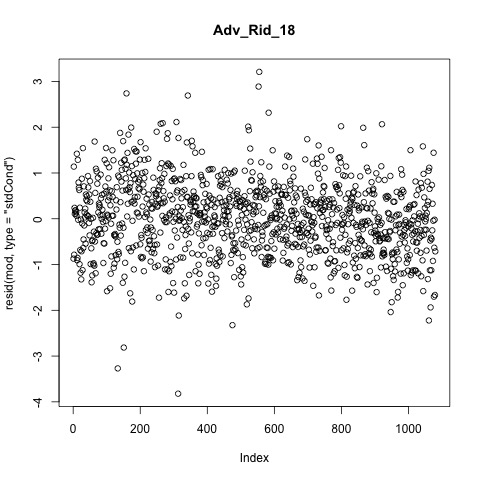 Adv_Rid_18
resid(mod, type = "stdCond")
3
2
1
0
-1
-2
-3
-4
0 200 400 600 800 1000
Index